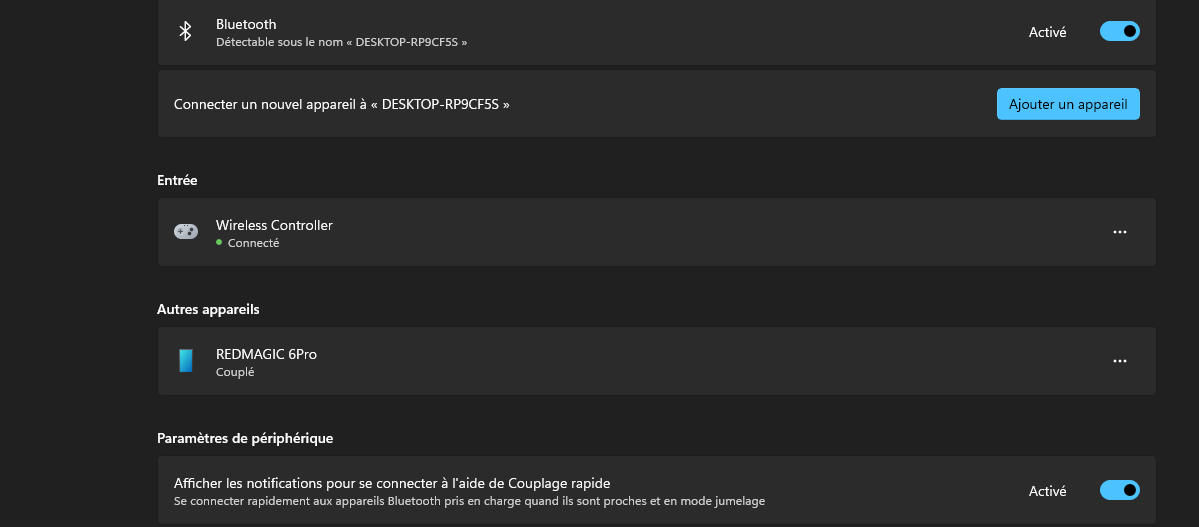 Bluetooth
Détectable sous le nom « DESKTOP-RP9CF5S »
Activé
Connecter un nouvel appareil à « DESKTOP-RP9CF5S »
Ajouter un appareil
Entrée
Wireless Controller
Connecté
Autres appareils
REDMAGIC 6Pro
Couplé
Paramètres de périphérique
Afficher les notifications pour se connecter à l'aide de Couplage rapide
Se connecter rapidement aux appareils Bluetooth pris en charge quand ils sont proches et en mode jumelage
Activé